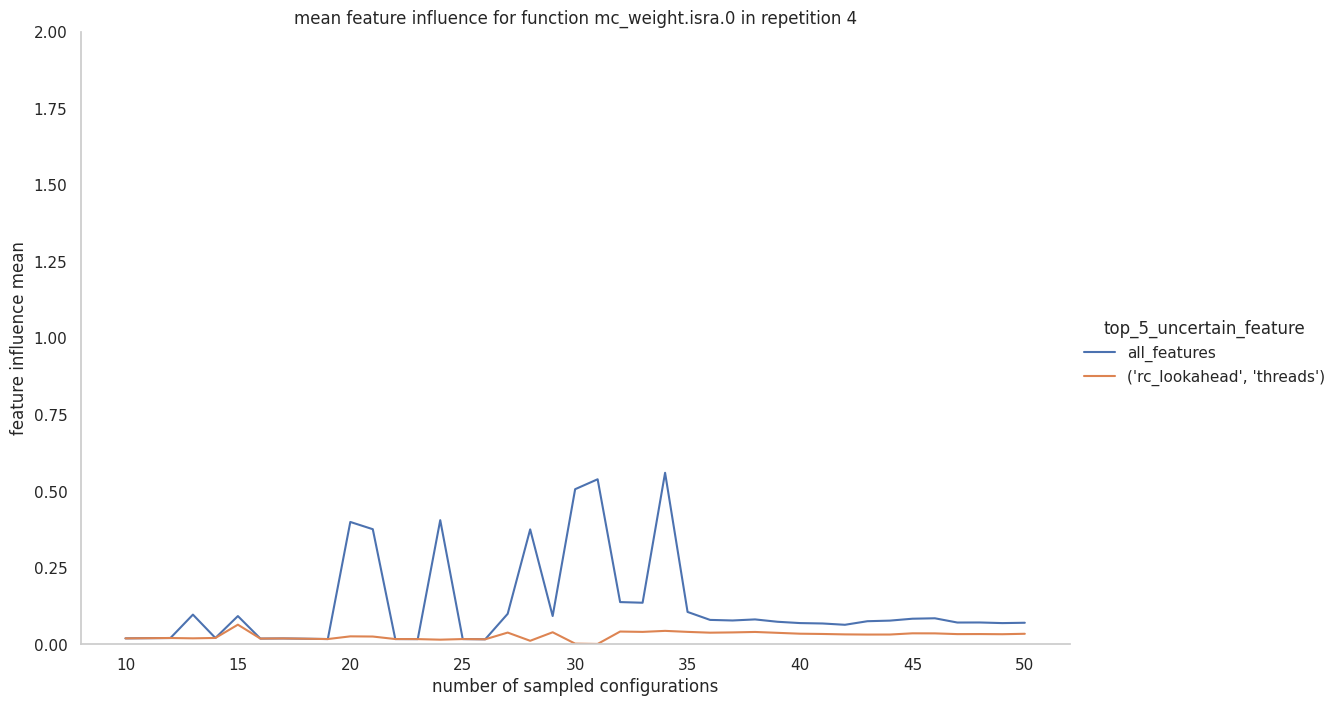 mean feature influence for function mc_weight.isra.0 in repetition 4
2.00
1.75
1.50
1.25
1.00
0.75
0.50
0.25
0.00
feature influence mean
10 15 20 25 30 35 40 45 50
number of sampled configurations
top_5_uncertain_feature
all_features
('rc_lookahead', 'threads')